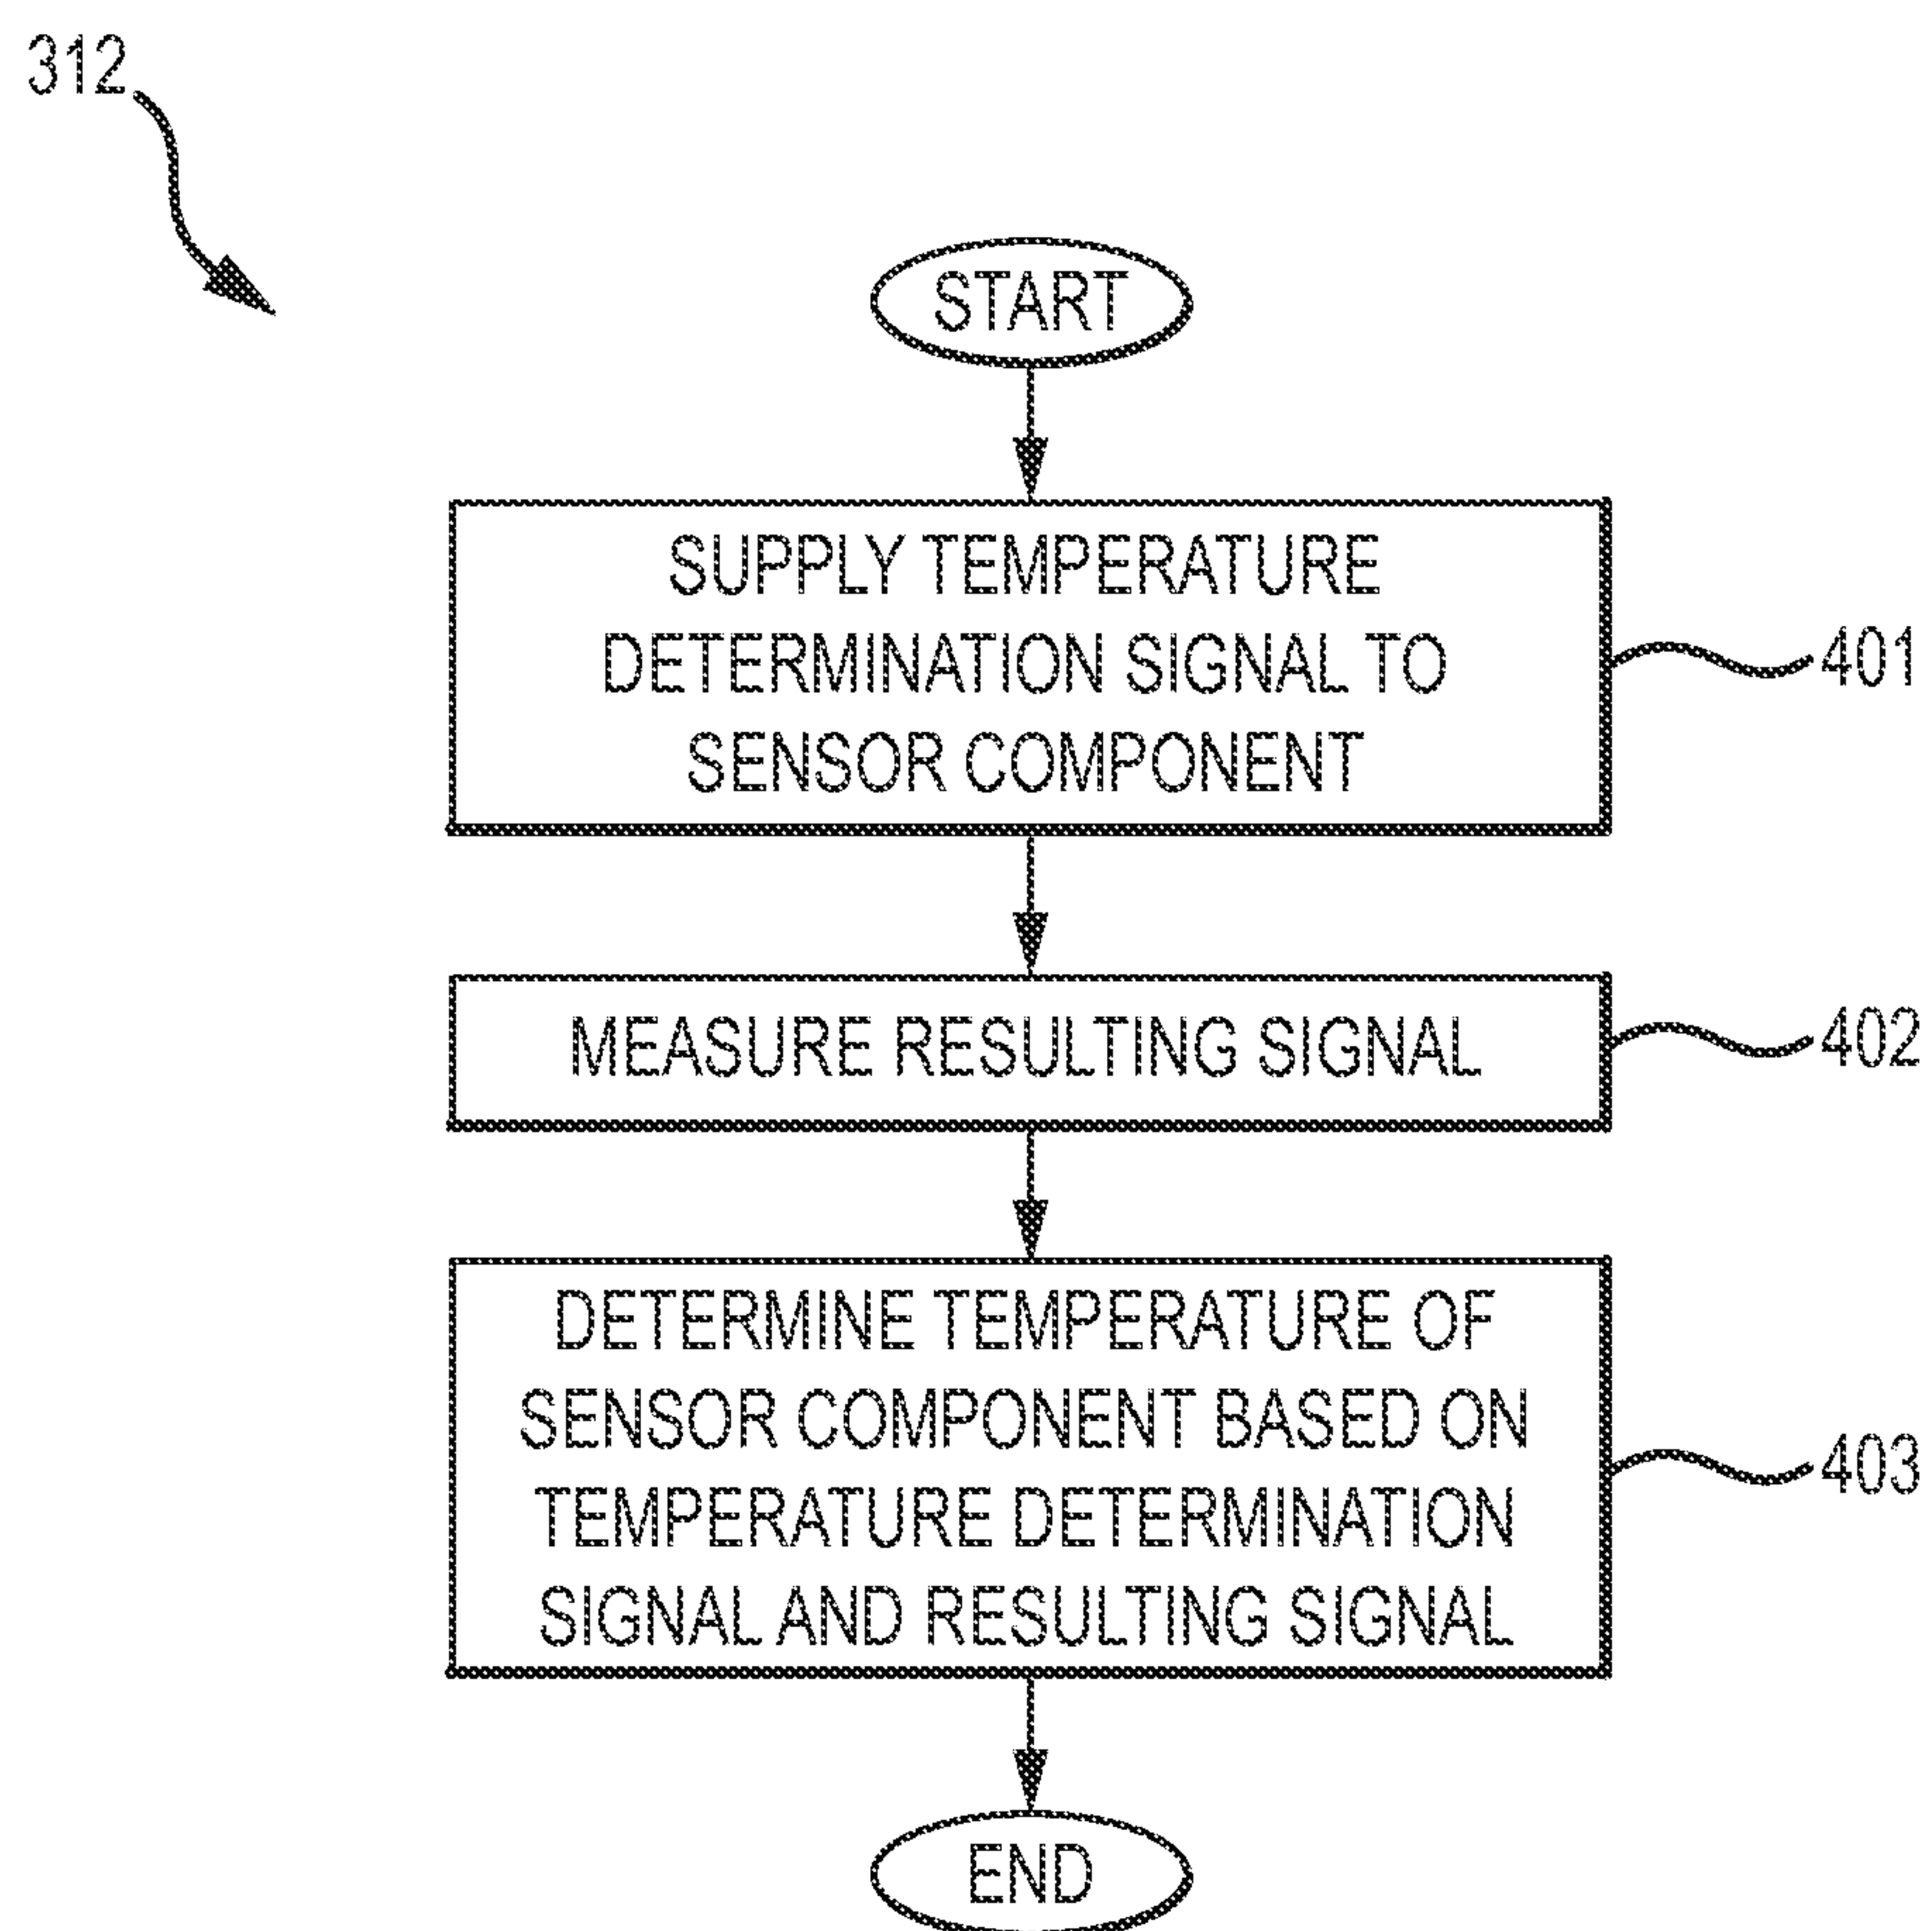 312
START
SUPPLY TEMPERATURE
DETERMINATION SIGNAL TO
SENSOR COMPONENT
401
MEASURE RESULTING SIGNAL
402
DETERMINE TEMPERATURE OF
SENSOR COMPONENT BASED ON
TEMPERATURE DETERMINATION
SIGNAL AND RESULTING SIGNAL
403
END